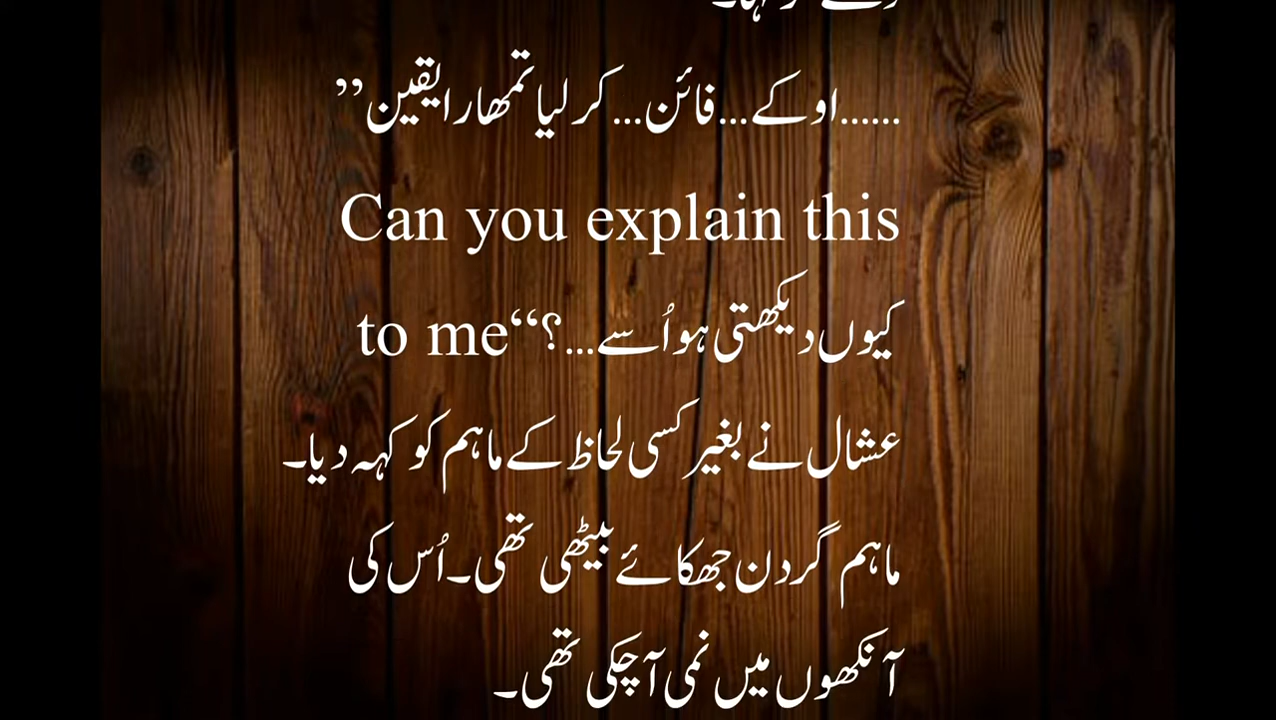 ......اوکے...فائن...کر لیا تمھارا یقین”
Can you explain this
to me“کیوں دیکھتی ہو اُسے...؟
عشال نے بغیر کسی لحاظ کے ماہم کو کہہ دیا۔
ماہم گردن جھکائے بیٹھی تھی۔ اُس کی
آنکھوں میں نمی آچکی تھی۔